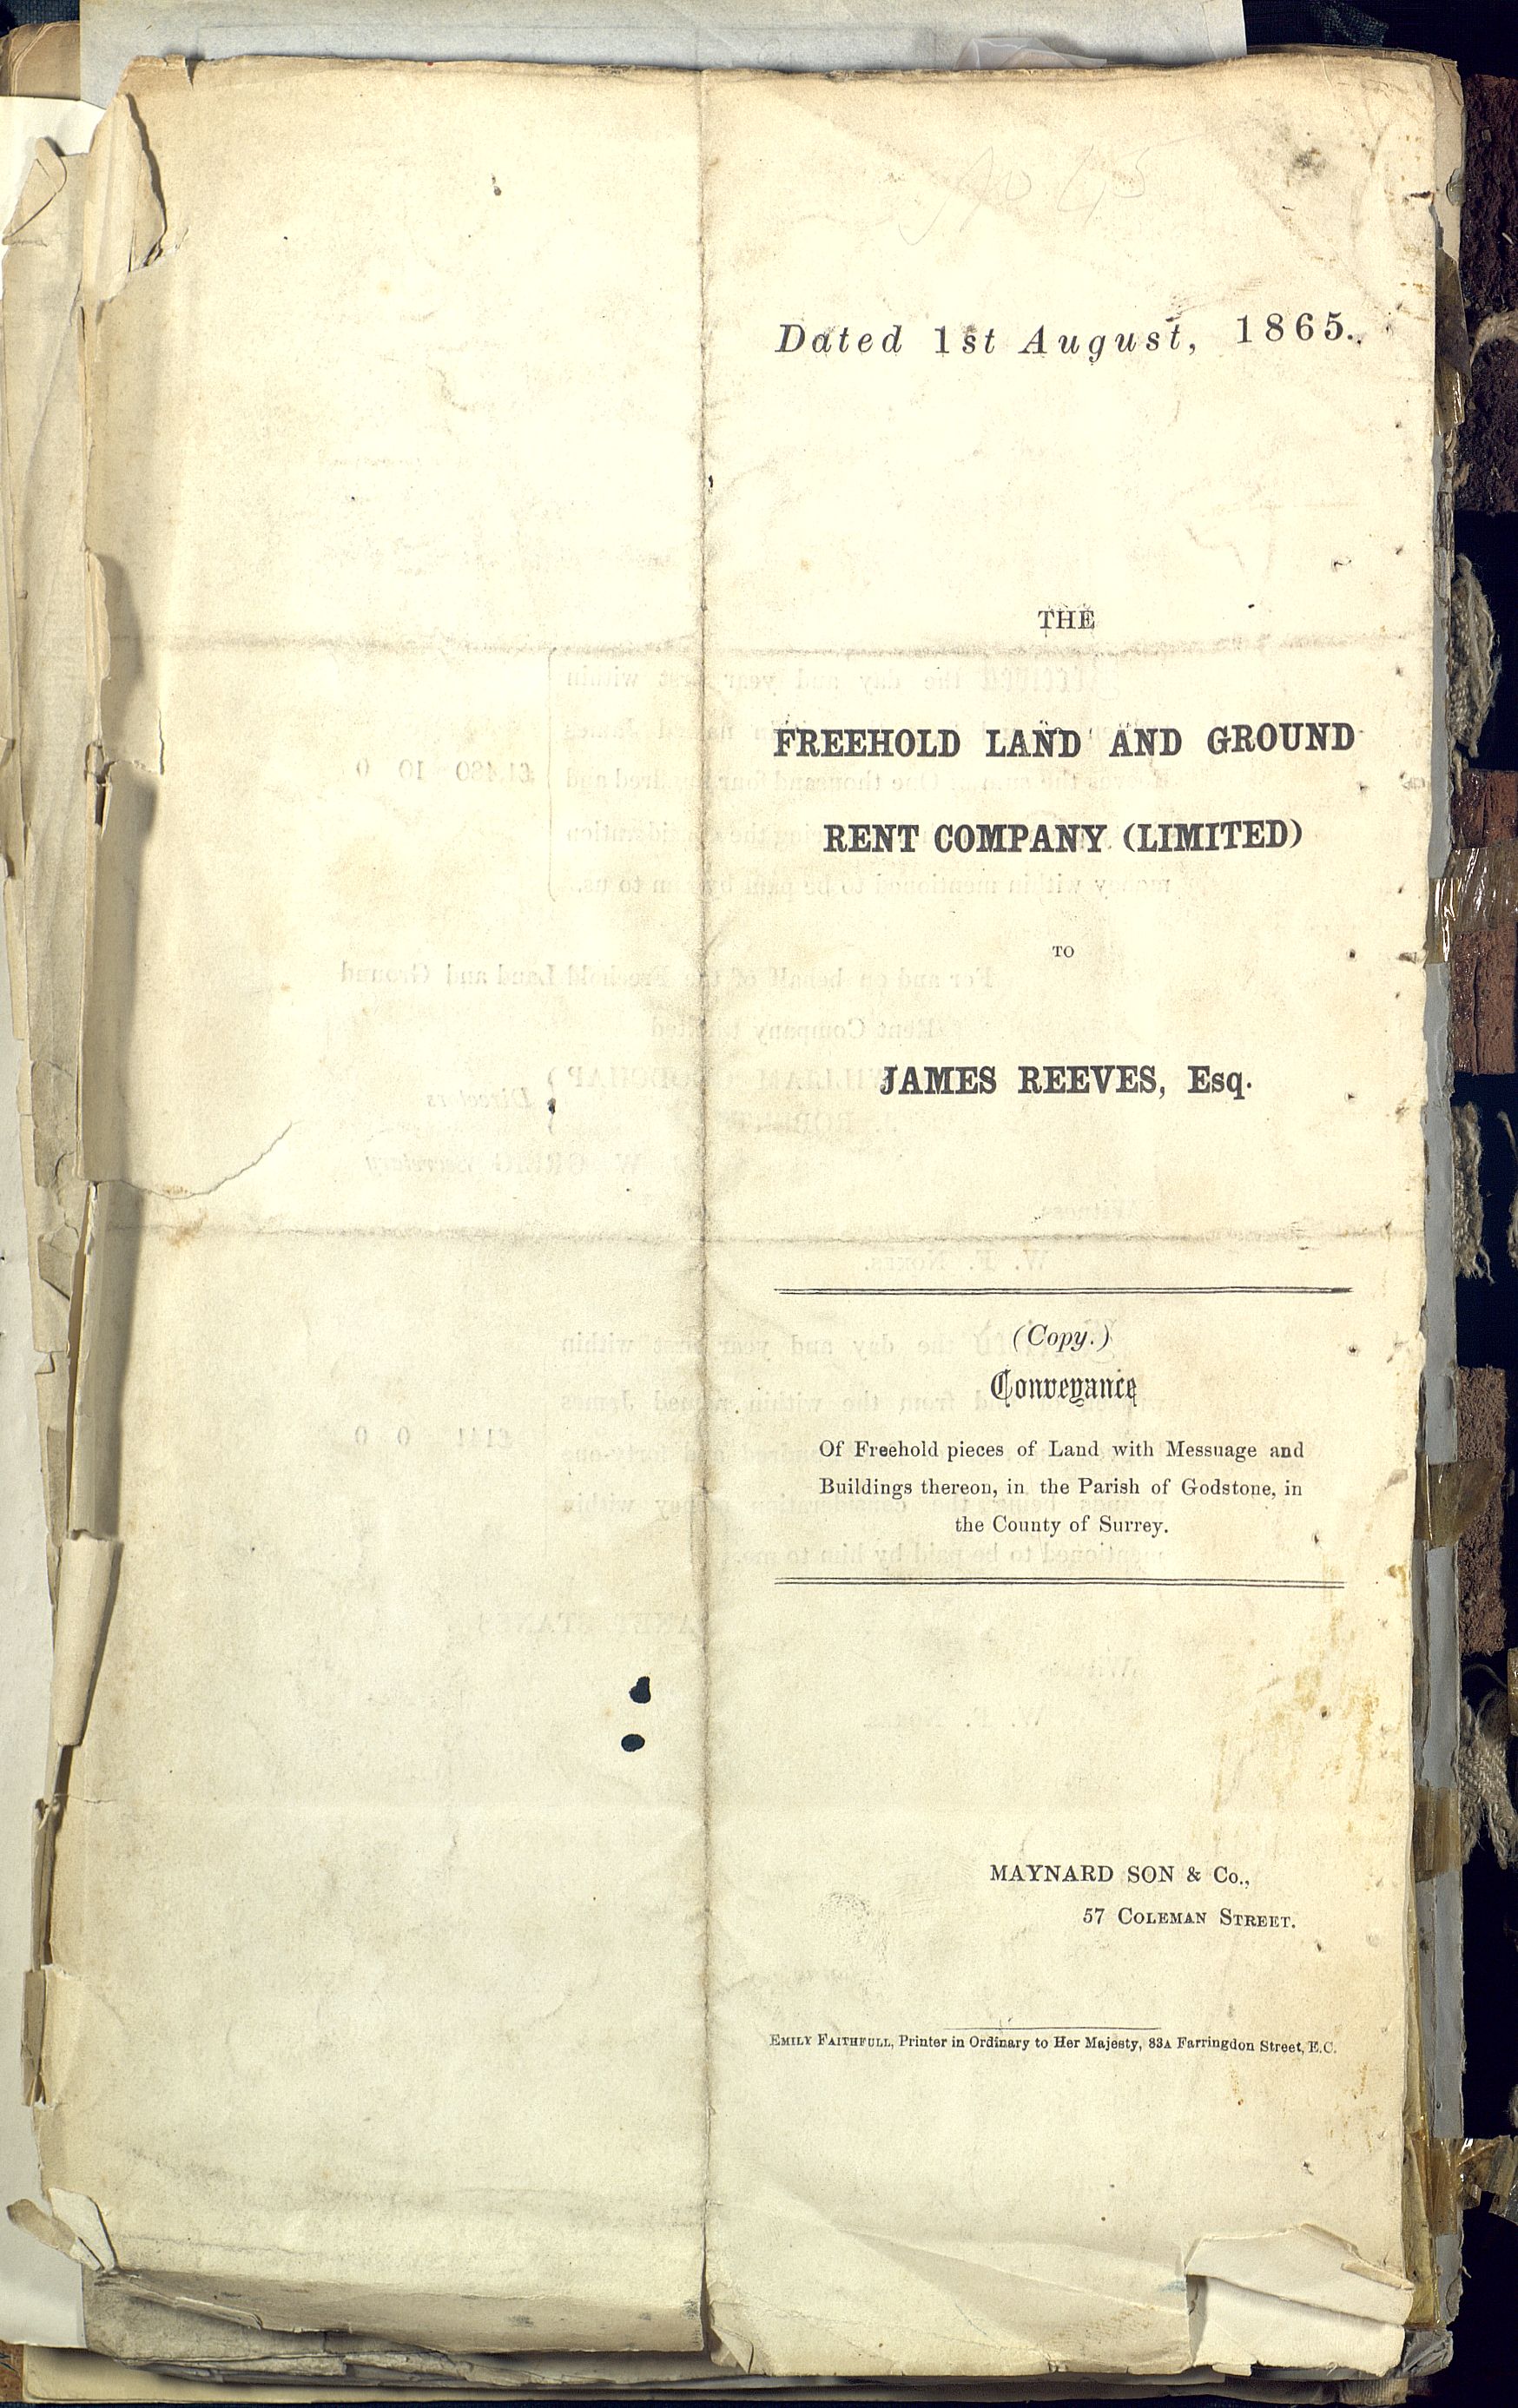 Dated 1st August, 1865.
THE
FREEHOLD LAND AND GROUND
RENT COMPANY (LIMITED)
TO
JAMES REEVES, Esq.
(Copy.)
Conveyance
Of Freehold pieces of Land with Messuage and
Buildings thereon, in the Parish of Godstone, in
the County of Surrey.
MAYNARD SON & Co.,
57 COLEMAN STREET.
EMILY FAITHFULL, Printer in Ordinary to Her Majesty, 83A Farringdon Street, E.C.